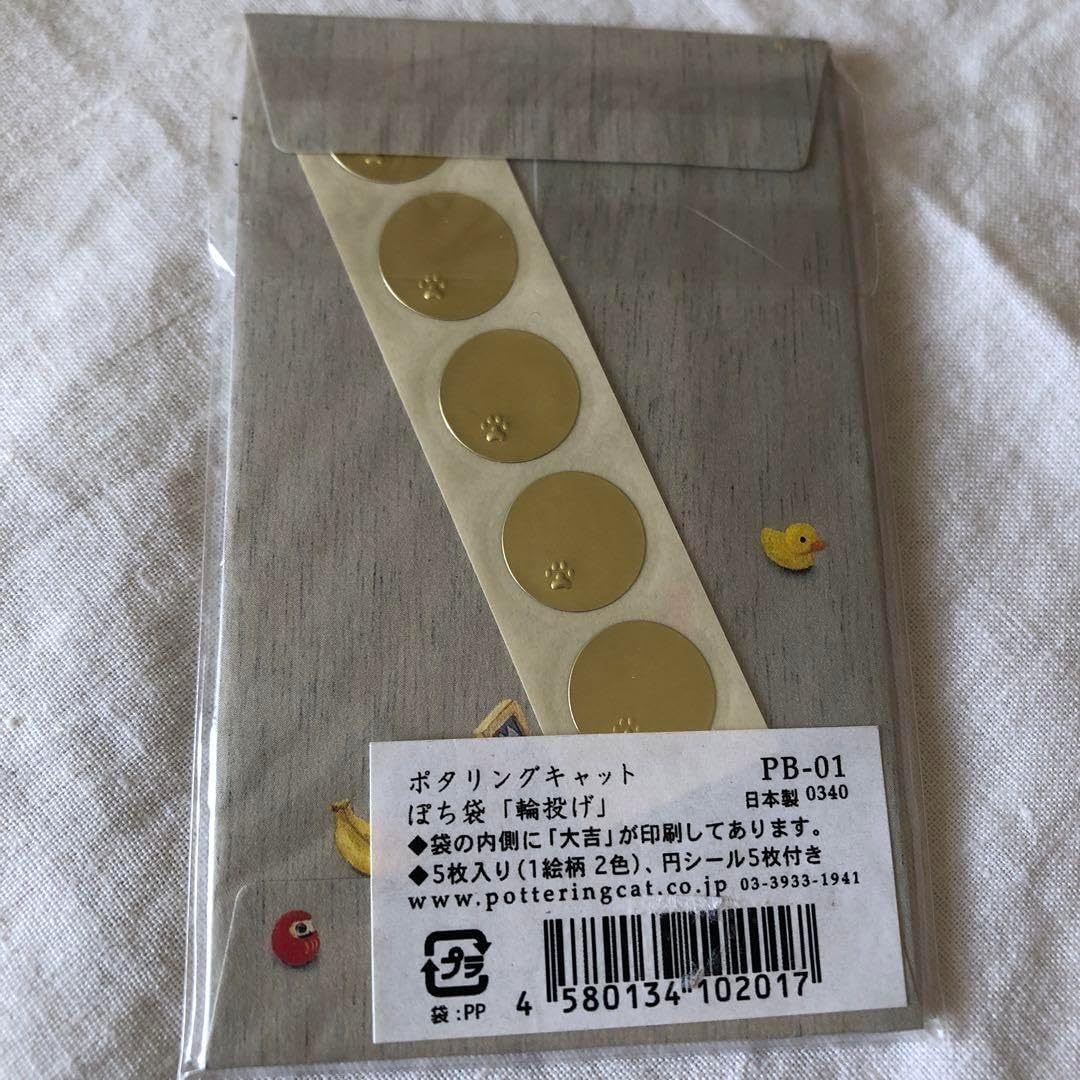 ポタリングキャット
PB-01
ぽち袋「輪投げ」
日本製 0340
◆袋の内側に「大吉」が印刷してあります。
◆5枚入り(1絵柄 2色)、円シール5枚付き
www.potteringcat.co.jp 03-3933-1941
プラ
袋:PP
4 580134 102017